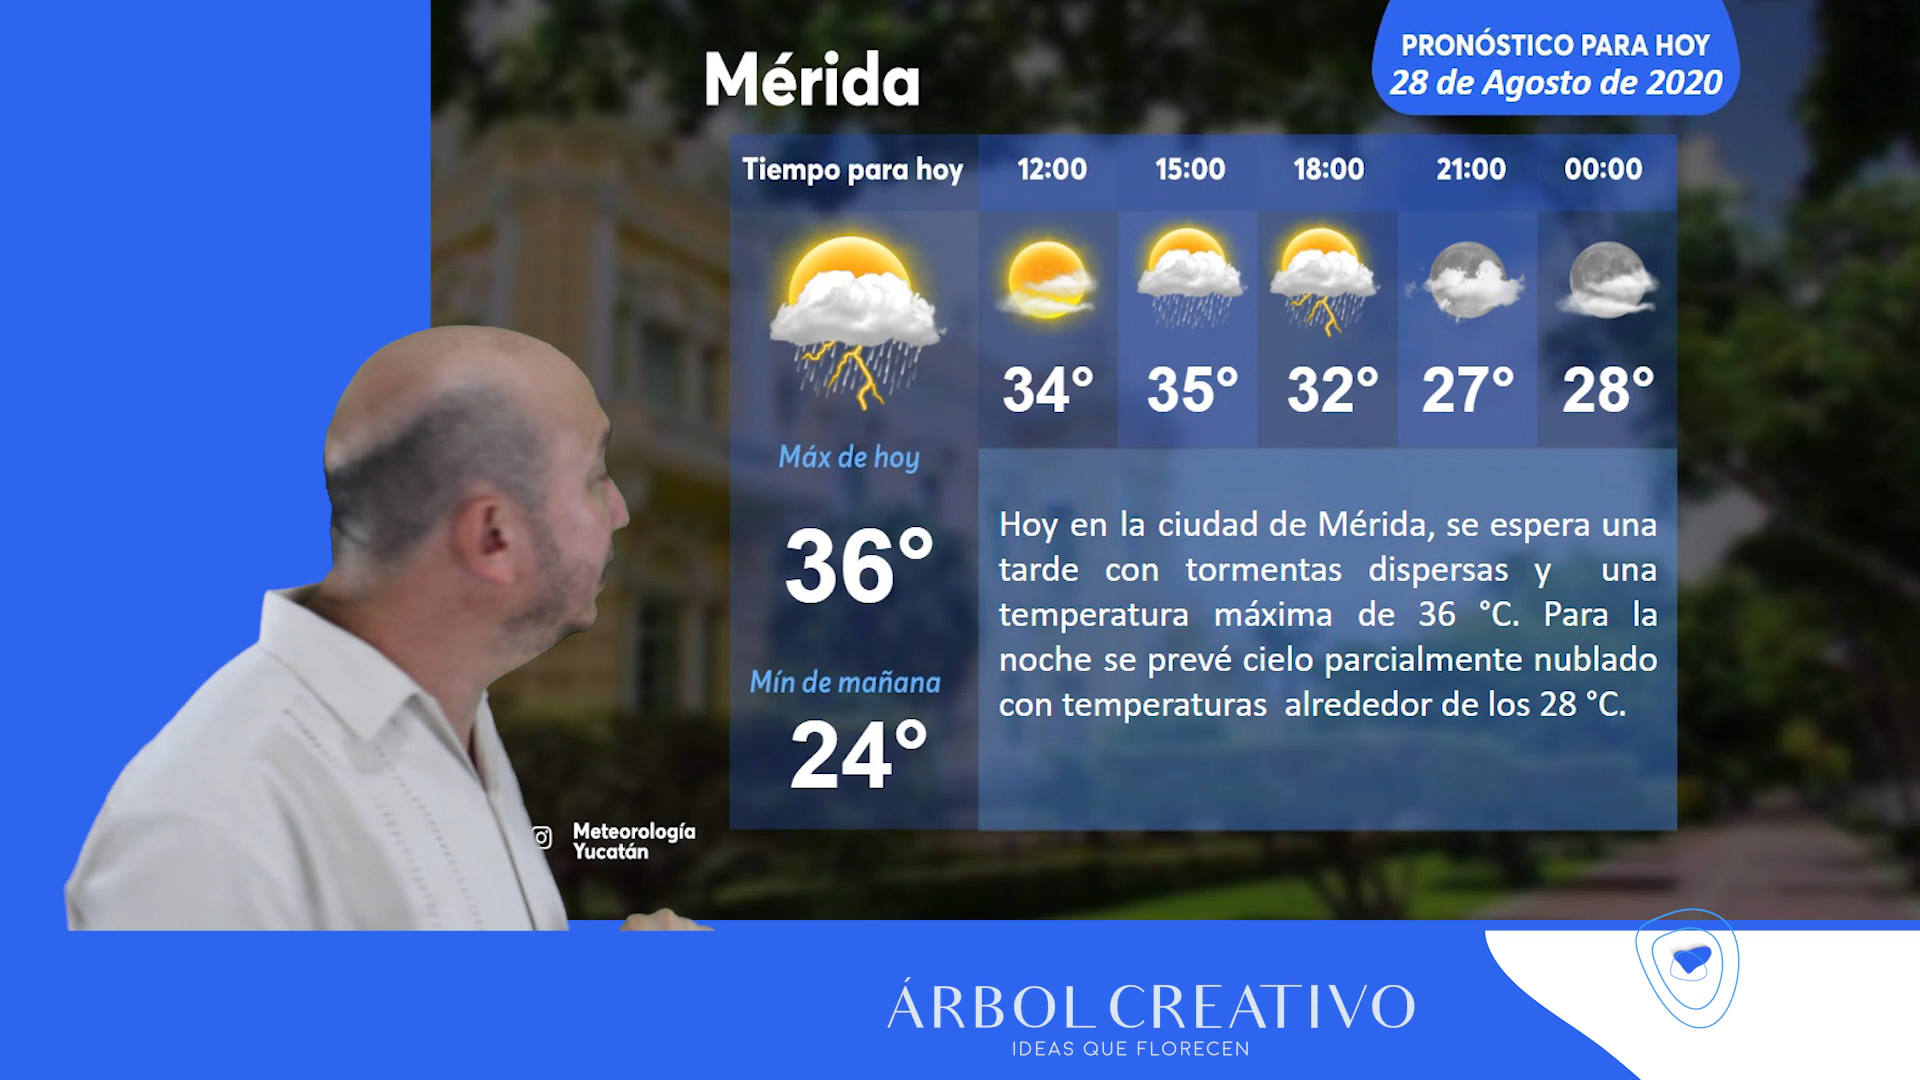 Mérida
PRONÓSTICO PARA HOY
28 de Agosto de 2020
Tiempo para hoy 12:00 15:00 18:00 21:00 00:00
34° 35° 32° 27° 28°
Máx de hoy
36°
Mín de mañana
24°
Hoy en la ciudad de Mérida, se espera una
tarde con tormentas dispersas y una
temperatura máxima de 36 °C. Para la
noche se prevé cielo parcialmente nublado
con temperaturas alrededor de los 28 °C.
Meteorología
Yucatán
ÁRBOL CREATIVO
IDEAS QUE FLORECEN